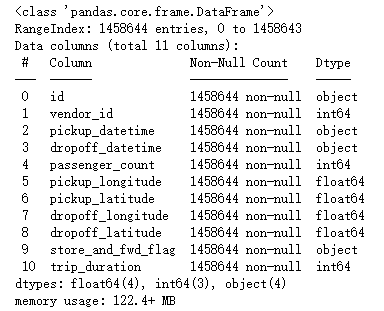 <class 'pandas.core.frame.DataFrame'>
RangeIndex: 1458644 entries, 0 to 1458643
Data columns (total 11 columns):
 #   Column             Non-Null Count    Dtype
---  ------             --------------    -----
 0   id                 1458644 non-null  object
 1   vendor_id          1458644 non-null  int64
 2   pickup_datetime    1458644 non-null  object
 3   dropoff_datetime   1458644 non-null  object
 4   passenger_count    1458644 non-null  int64
 5   pickup_longitude   1458644 non-null  float64
 6   pickup_latitude    1458644 non-null  float64
 7   dropoff_longitude  1458644 non-null  float64
 8   dropoff_latitude   1458644 non-null  float64
 9   store_and_fwd_flag 1458644 non-null  object
 10  trip_duration      1458644 non-null  int64
dtypes: float64(4), int64(3), object(4)
memory usage: 122.4+ MB